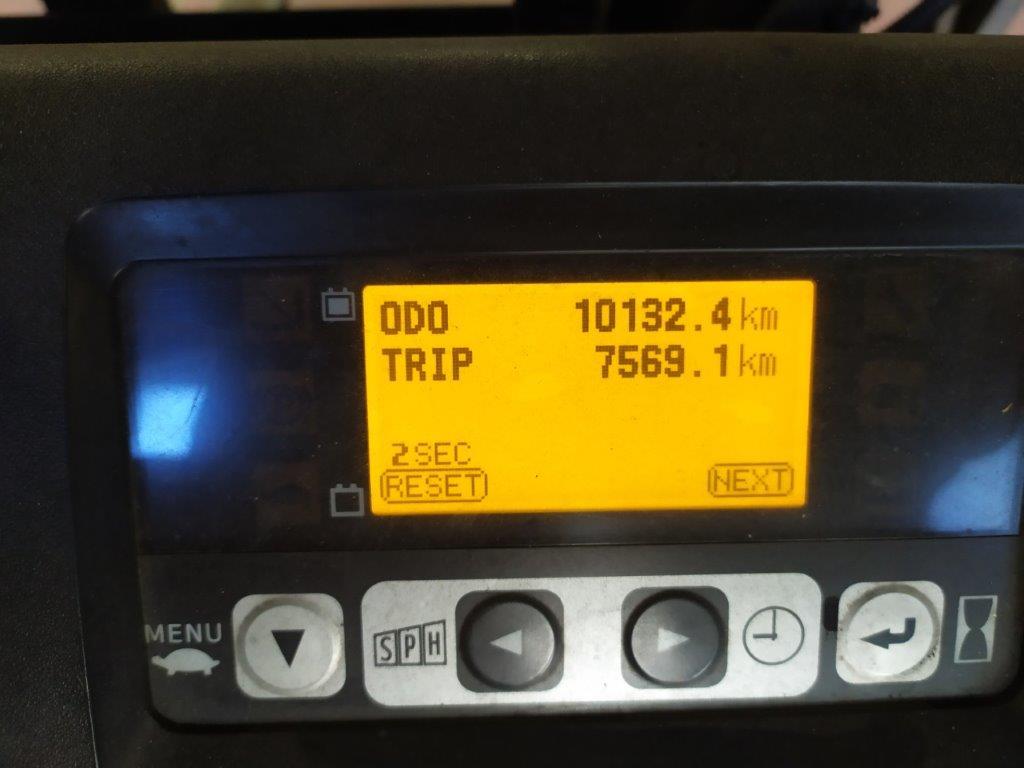 ODO 10132.4 km
TRIP 7569.1 km
2SEC
RESET NEXT
MENU SPH